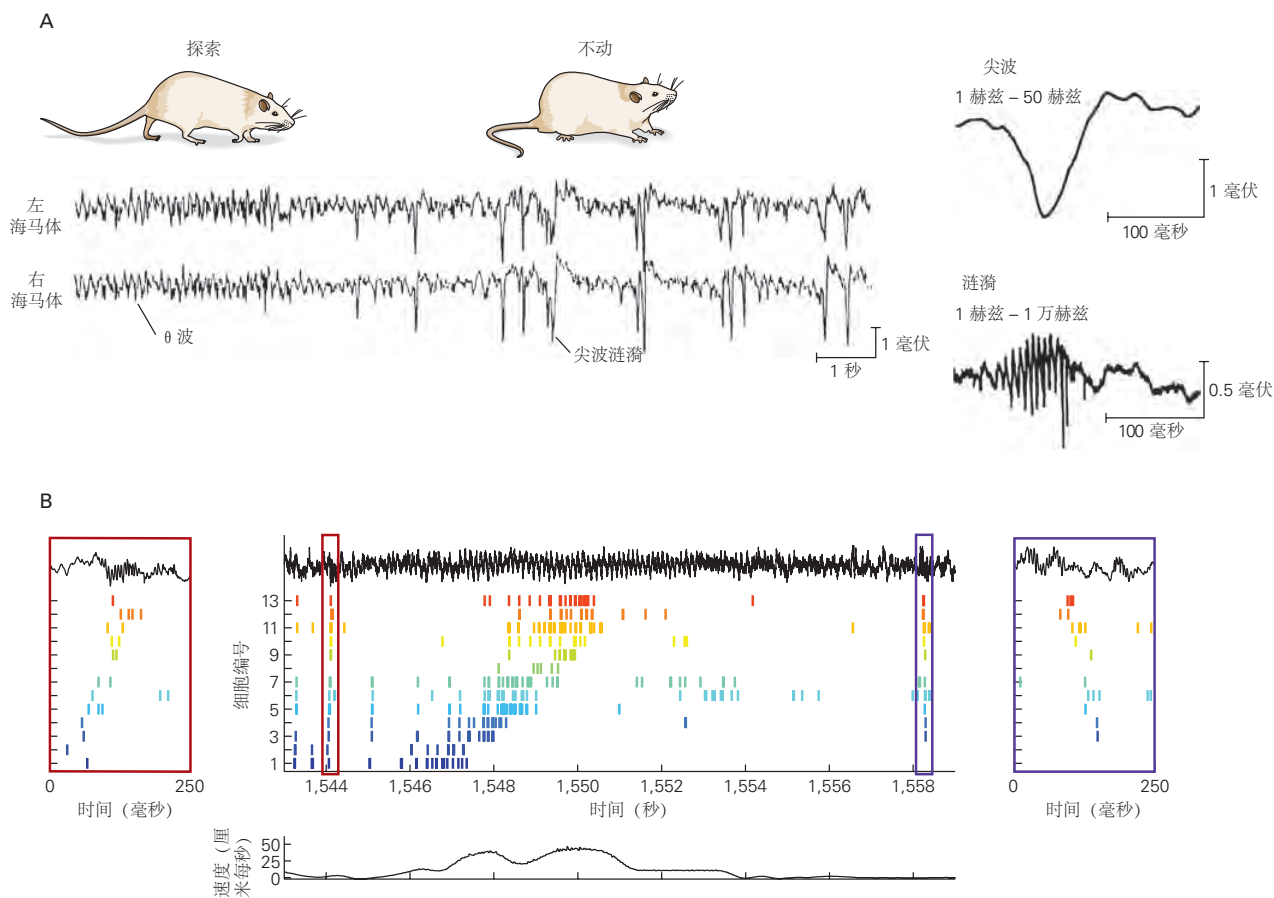 A
探索
不动
左
海马体
右
海马体
θ 波
尖波涟漪
1 毫伏
1 秒
尖波
1 赫兹 – 50 赫兹
1 毫伏
100 毫秒
涟漪
1 赫兹 – 1 万赫兹
0.5 毫伏
100 毫秒
B
0
250
时间 (毫秒)
细胞编号
13
11
9
7
5
3
1
1,544
1,546
1,548
1,550
1,552
1,554
1,556
1,558
时间 (秒)
0
250
时间 (毫秒)
速度 (厘
米每秒)
50
25
0